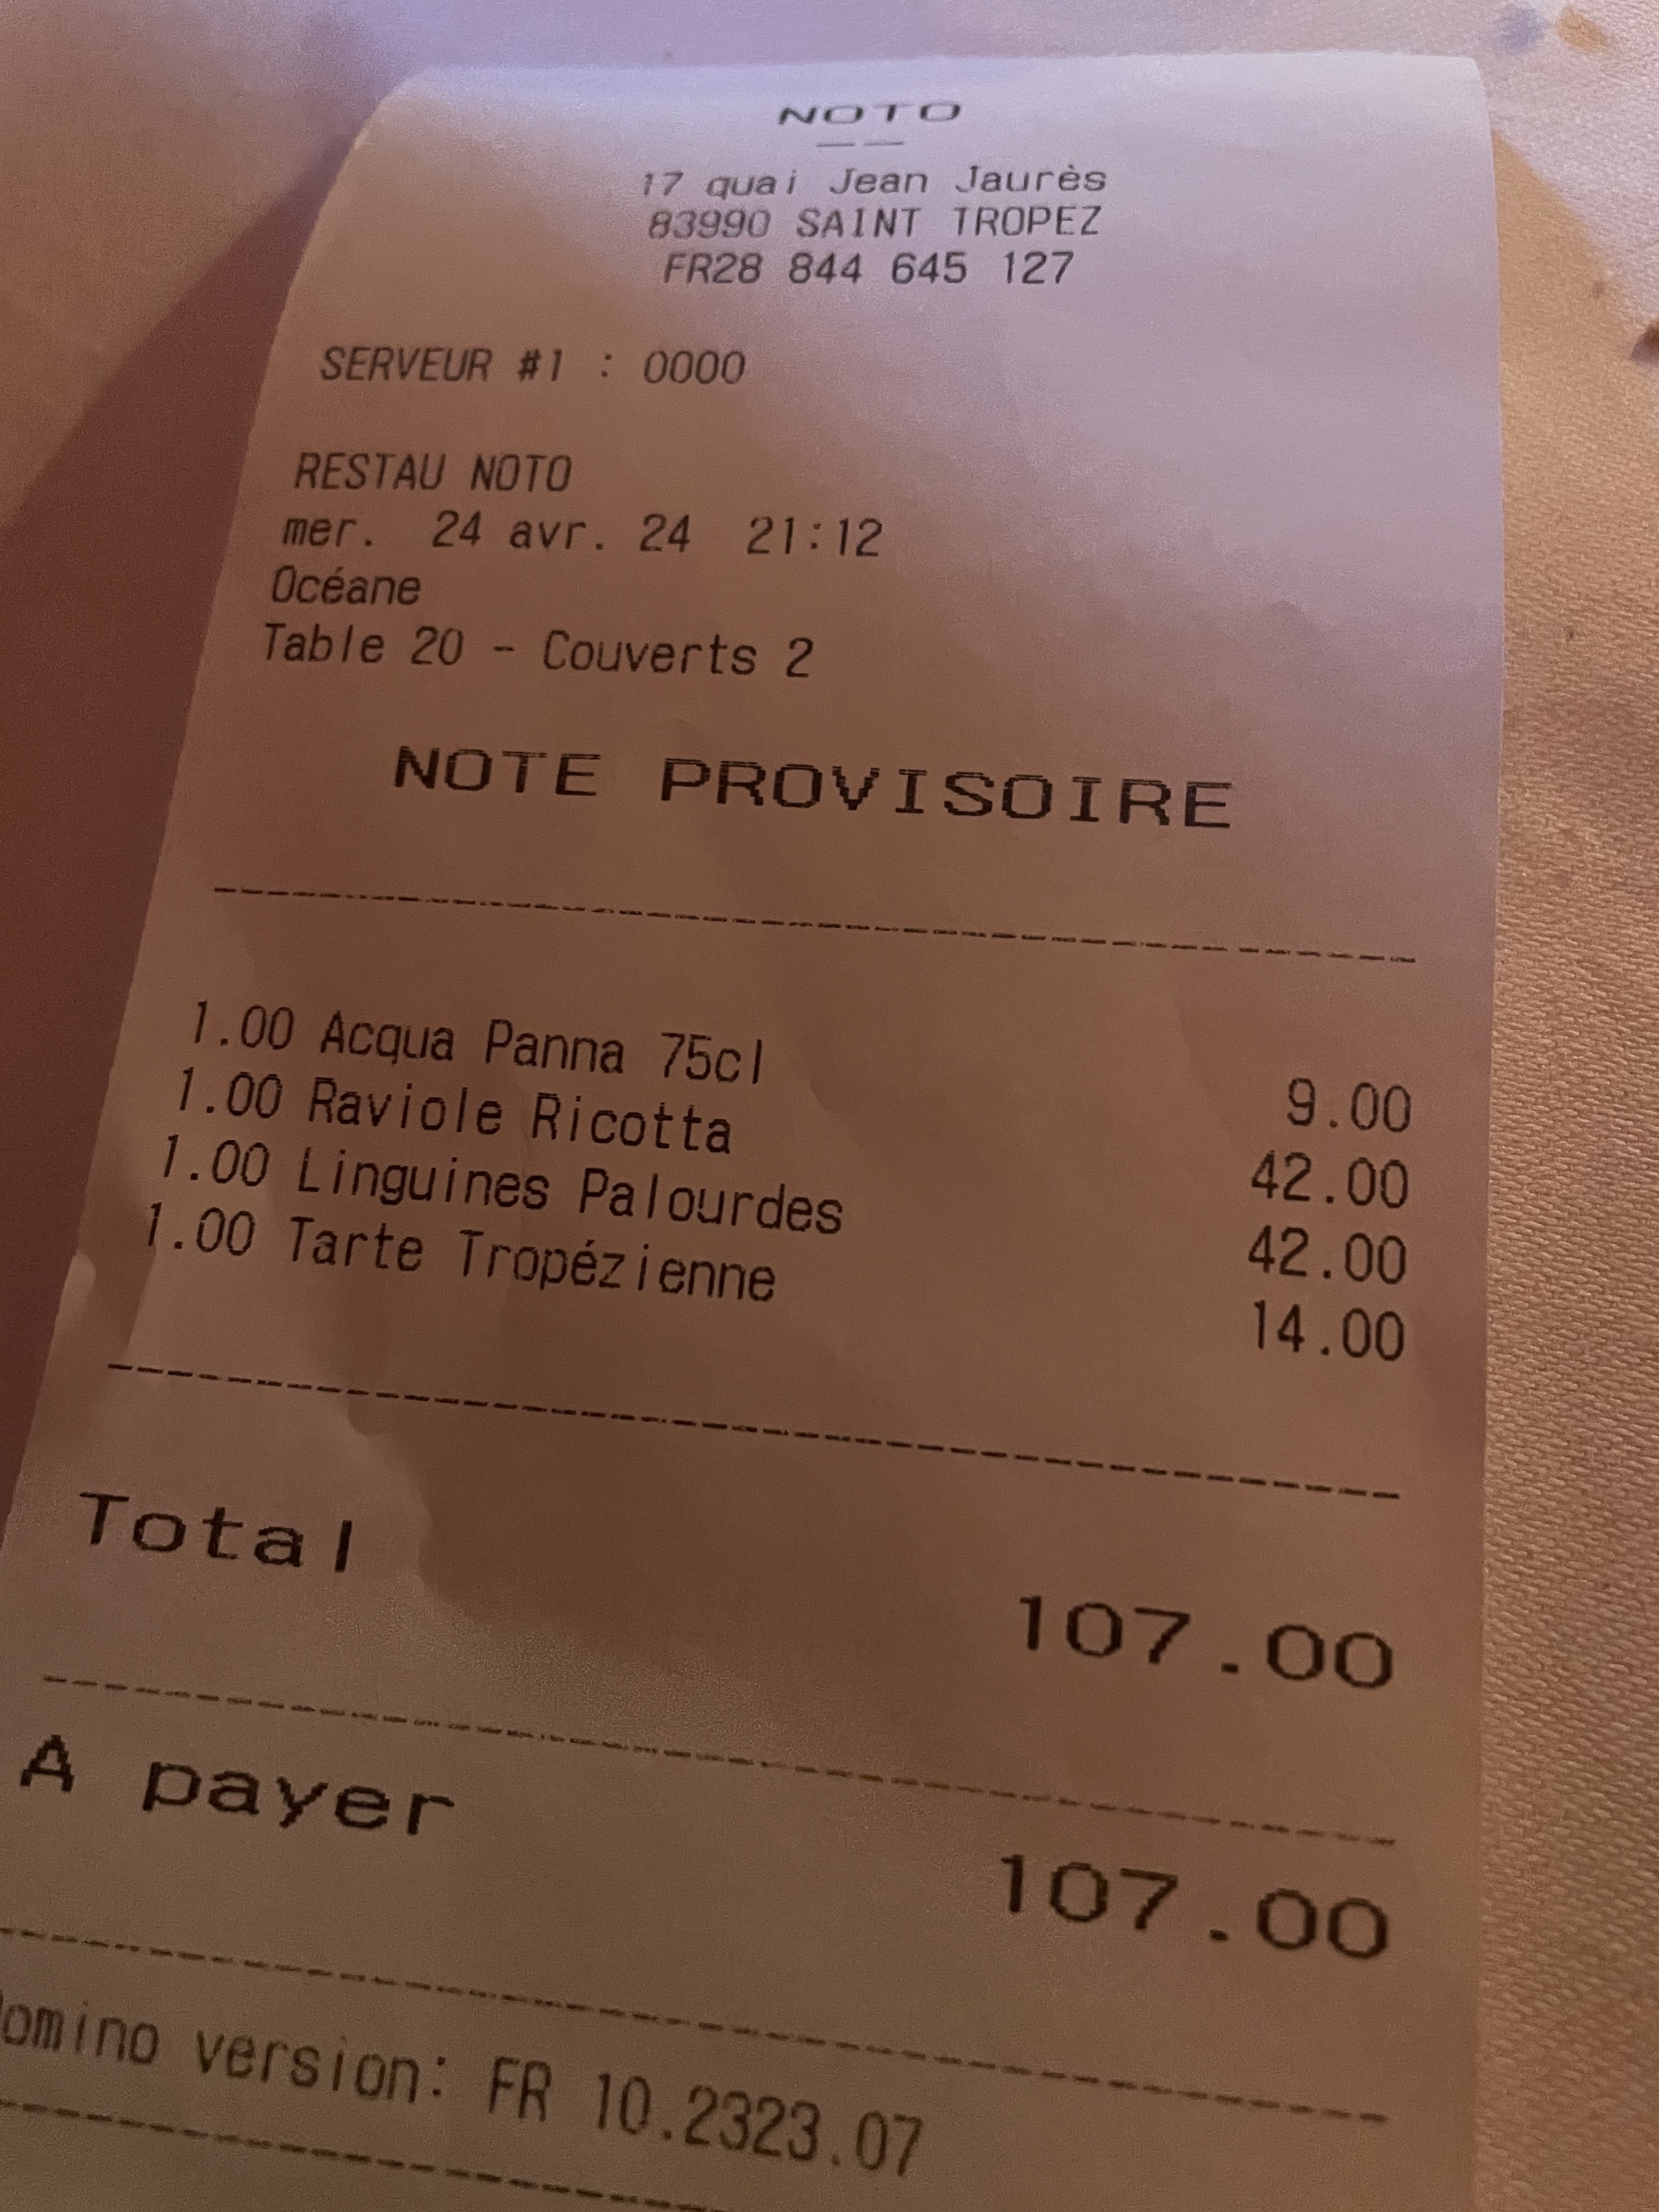 NOTO
— —
17 quai Jean Jaurès
83990 SAINT TROPEZ
FR28 844 645 127
SERVEUR #1 : 0000
RESTAU NOTO
mer. 24 avr. 24 21:12
Océane
Table 20 - Couverts 2
NOTE PROVISOIRE
1.00 Acqua Panna 75cl 9.00
1.00 Raviole Ricotta 42.00
1.00 Linguines Palourdes 42.00
1.00 Tarte Tropézienne 14.00
Total 107.00
A payer 107.00
version: FR 10.2323.07